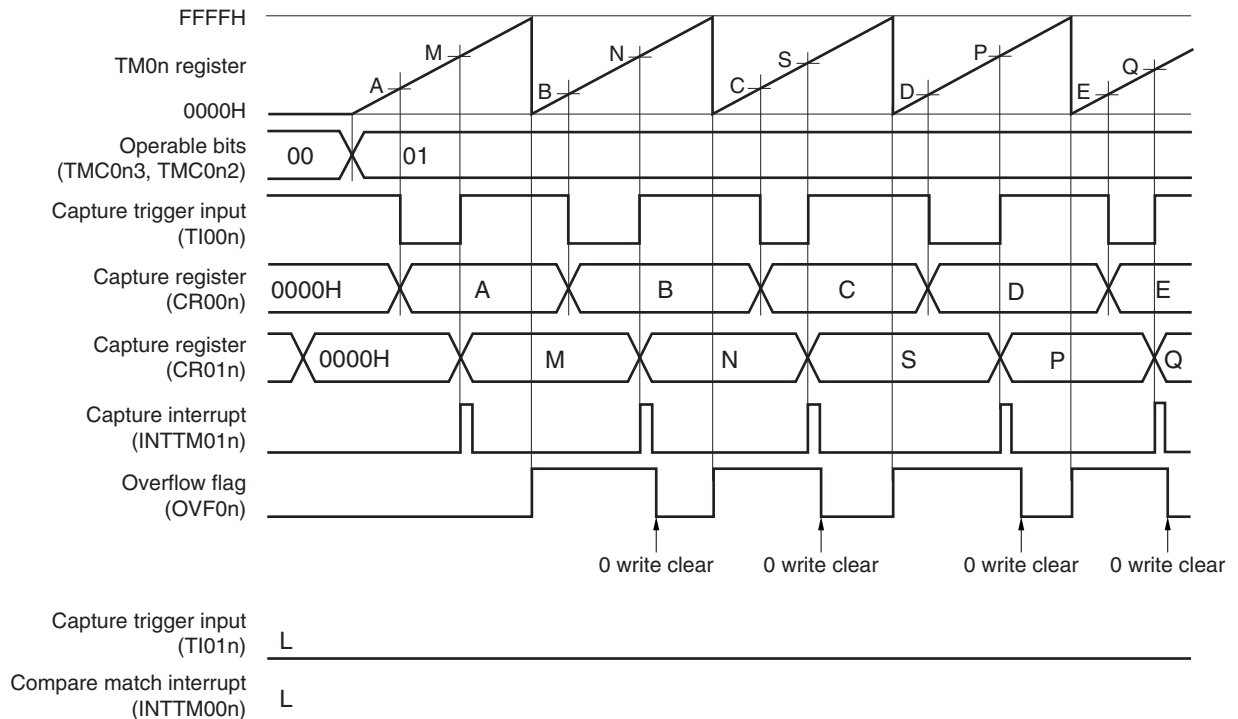 FFFFH
TM0n register
0000H
M
A
N
B
S
C
P
D
Q
E
Operable bits
(TMC0n3, TMC0n2)
00
01
Capture trigger input
(TI00n)
Capture register
(CR00n)
0000H
A
B
C
D
E
Capture register
(CR01n)
0000H
M
N
S
P
Q
Capture interrupt
(INTTM01n)
Overflow flag
(OVF0n)
0 write clear
0 write clear
0 write clear
0 write clear
Capture trigger input
(TI01n)
L
Compare match interrupt
(INTTM00n)
L